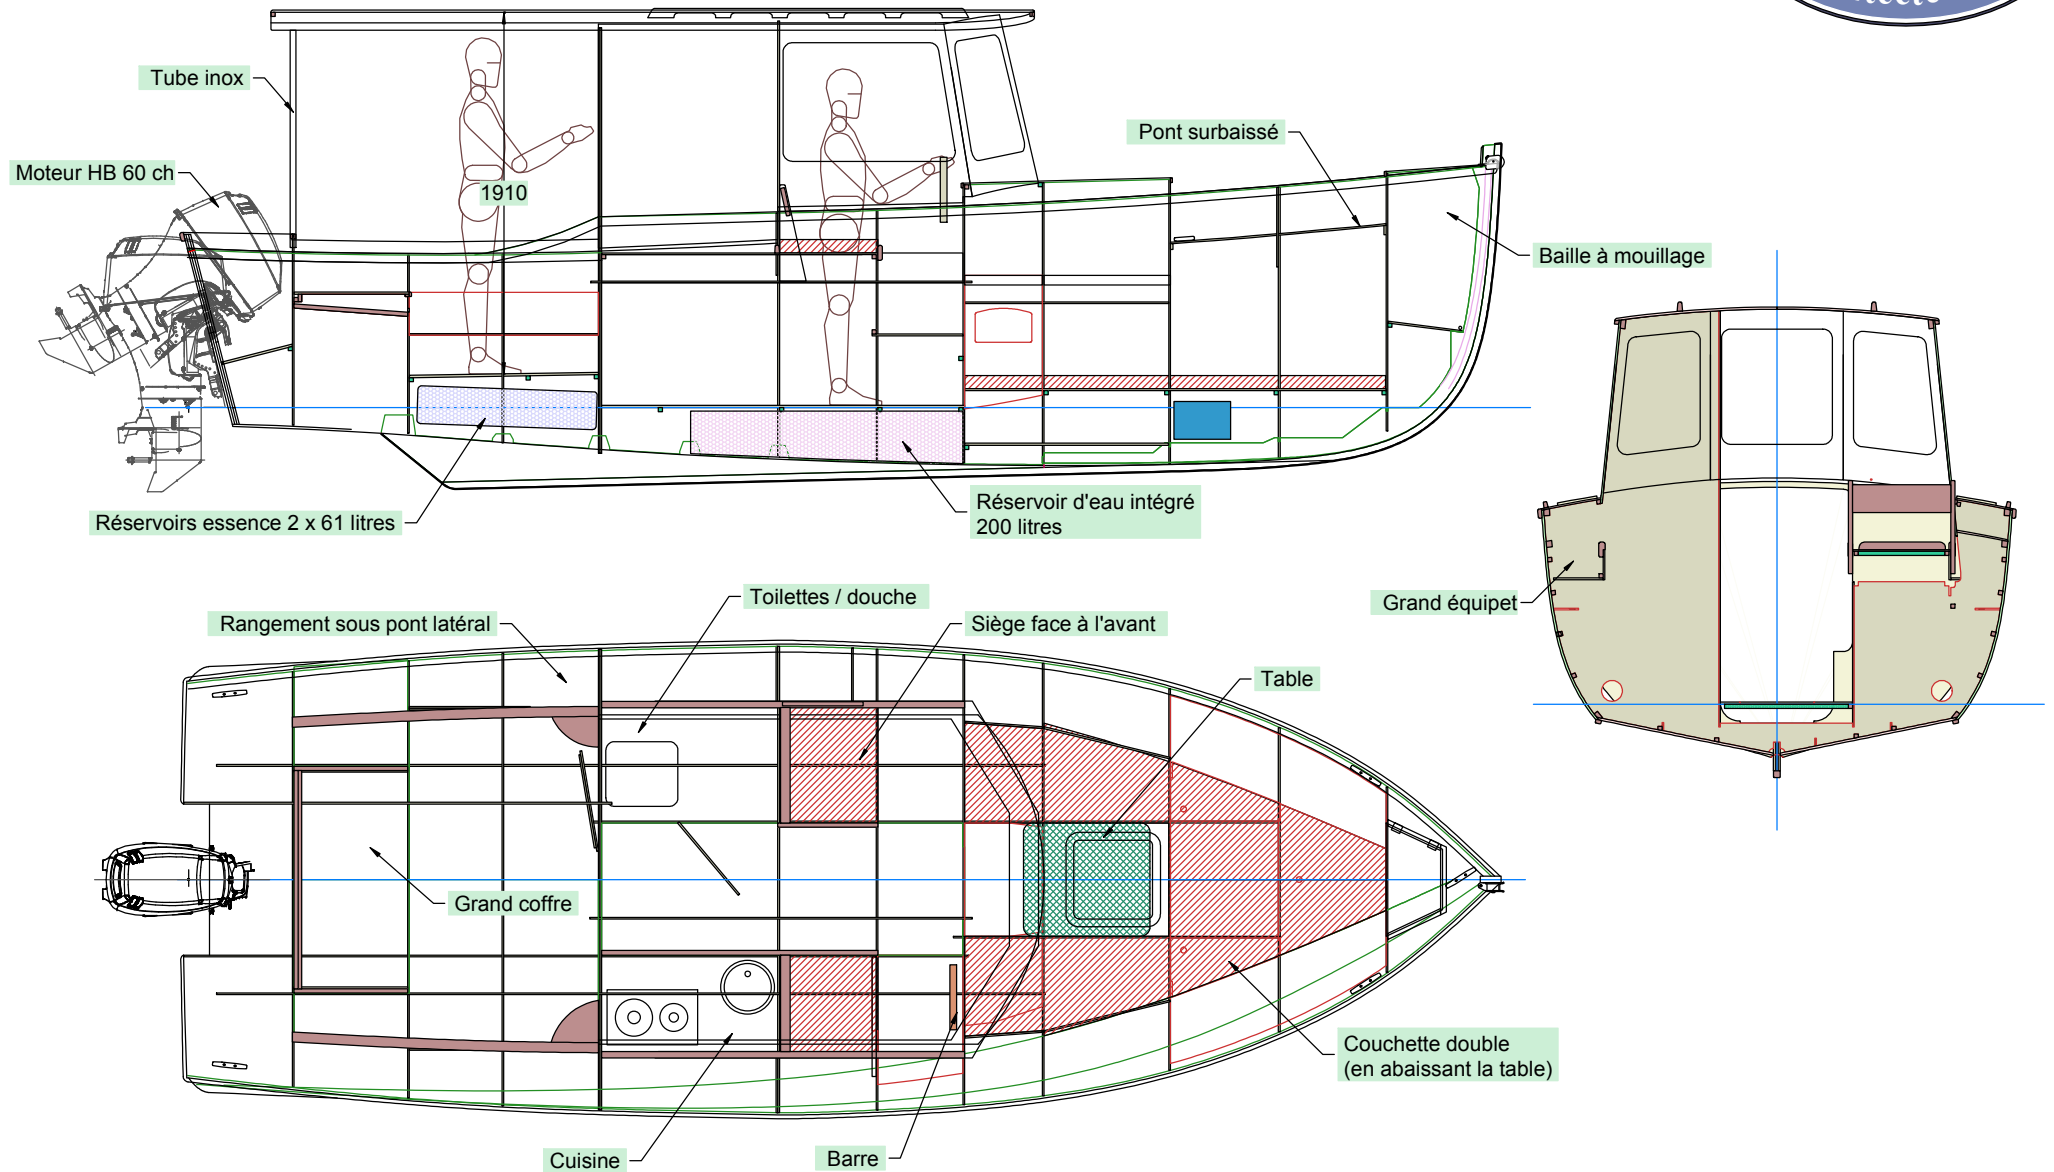 Tube inox
Moteur HB 60 ch
1910
Pont surbaissé
Baille à mouillage
Réservoirs essence 2 x 61 litres
Réservoir d'eau intégré
200 litres
Grand équipet
Toilettes / douche
Rangement sous pont latéral
Siège face à l'avant
Table
Grand coffre
Couchette double
(en abaissant la table)
Cuisine
Barre